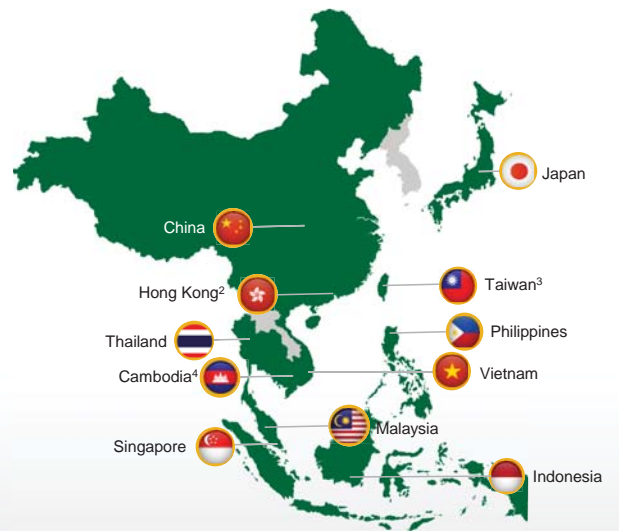 Japan
China
Hong Kong²
Taiwan³
Thailand
Philippines
Cambodia⁴
Vietnam
Malaysia
Singapore
Indonesia